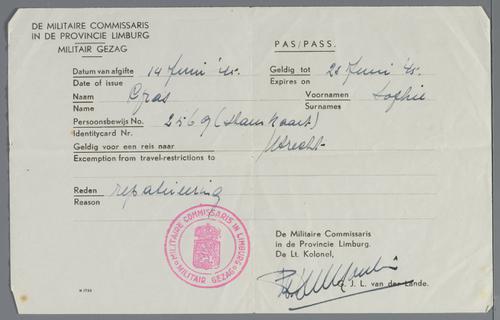 DE MILITAIRE COMMISSARIS
IN DE PROVINCIE LIMBURG
MILITAIR GEZAG
PAS/PASS.
Datum van afgifte 14 Juni '45. Geldig tot 28 Juni '45.
Date of issue Expires on
Naam Gras Voornamen Sophie
Name Surnames
Persoonsbewijs No. 2569 (stamkaart)
Identitycard Nr.
Geldig voor een reis naar Utrecht
Excemption from travel-restrictions to
Reden repatrieering
Reason
MILITAIRE COMMISSARIS IN LIMBURG
MILITAIR GEZAG
De Militaire Commissaris
in de Provincie Limburg.
De Lt. Kolonel,
G. J. L. van der Lande.